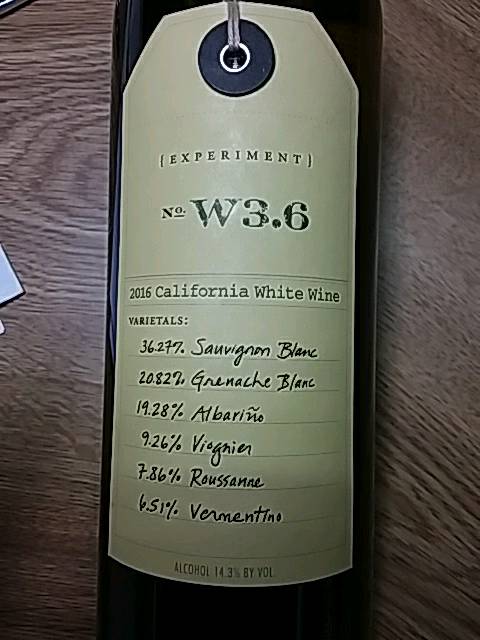 {EXPERIMENT}
No. W3.6
2016 California White Wine
VARIETALS:
36.27% Sauvignon Blanc
20.82% Grenache Blanc
19.28% Albariño
9.26% Viognier
7.86% Roussanne
6.51% Vermentino
ALCOHOL 14.3% BY VOL.